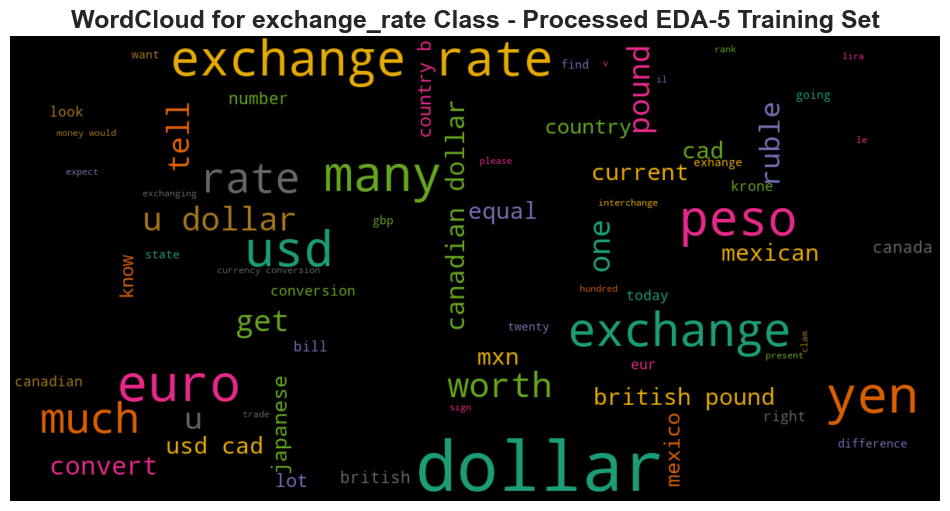 WordCloud for exchange_rate Class - Processed EDA-5 Training Set
want
exchange rate
country b
find
v
pound
il
rank
lira
look
number
going
money would
tell
country
ruble
le
expect
rate
many
canadian dollar
please
current
cad
exhange
krone
exchanging
u dollar
gbp
equal
interchange
peso
one
mexican
canada
know
state
usd
currency conversion
conversion
hundred
today
get
bill
twenty
exchange
clam
present
mxn
eur
canadian
euro
worth
british pound
yen
much
u
trade
sign
right
japanese
usd cad
mexico
difference
convert
lot
british
dollar